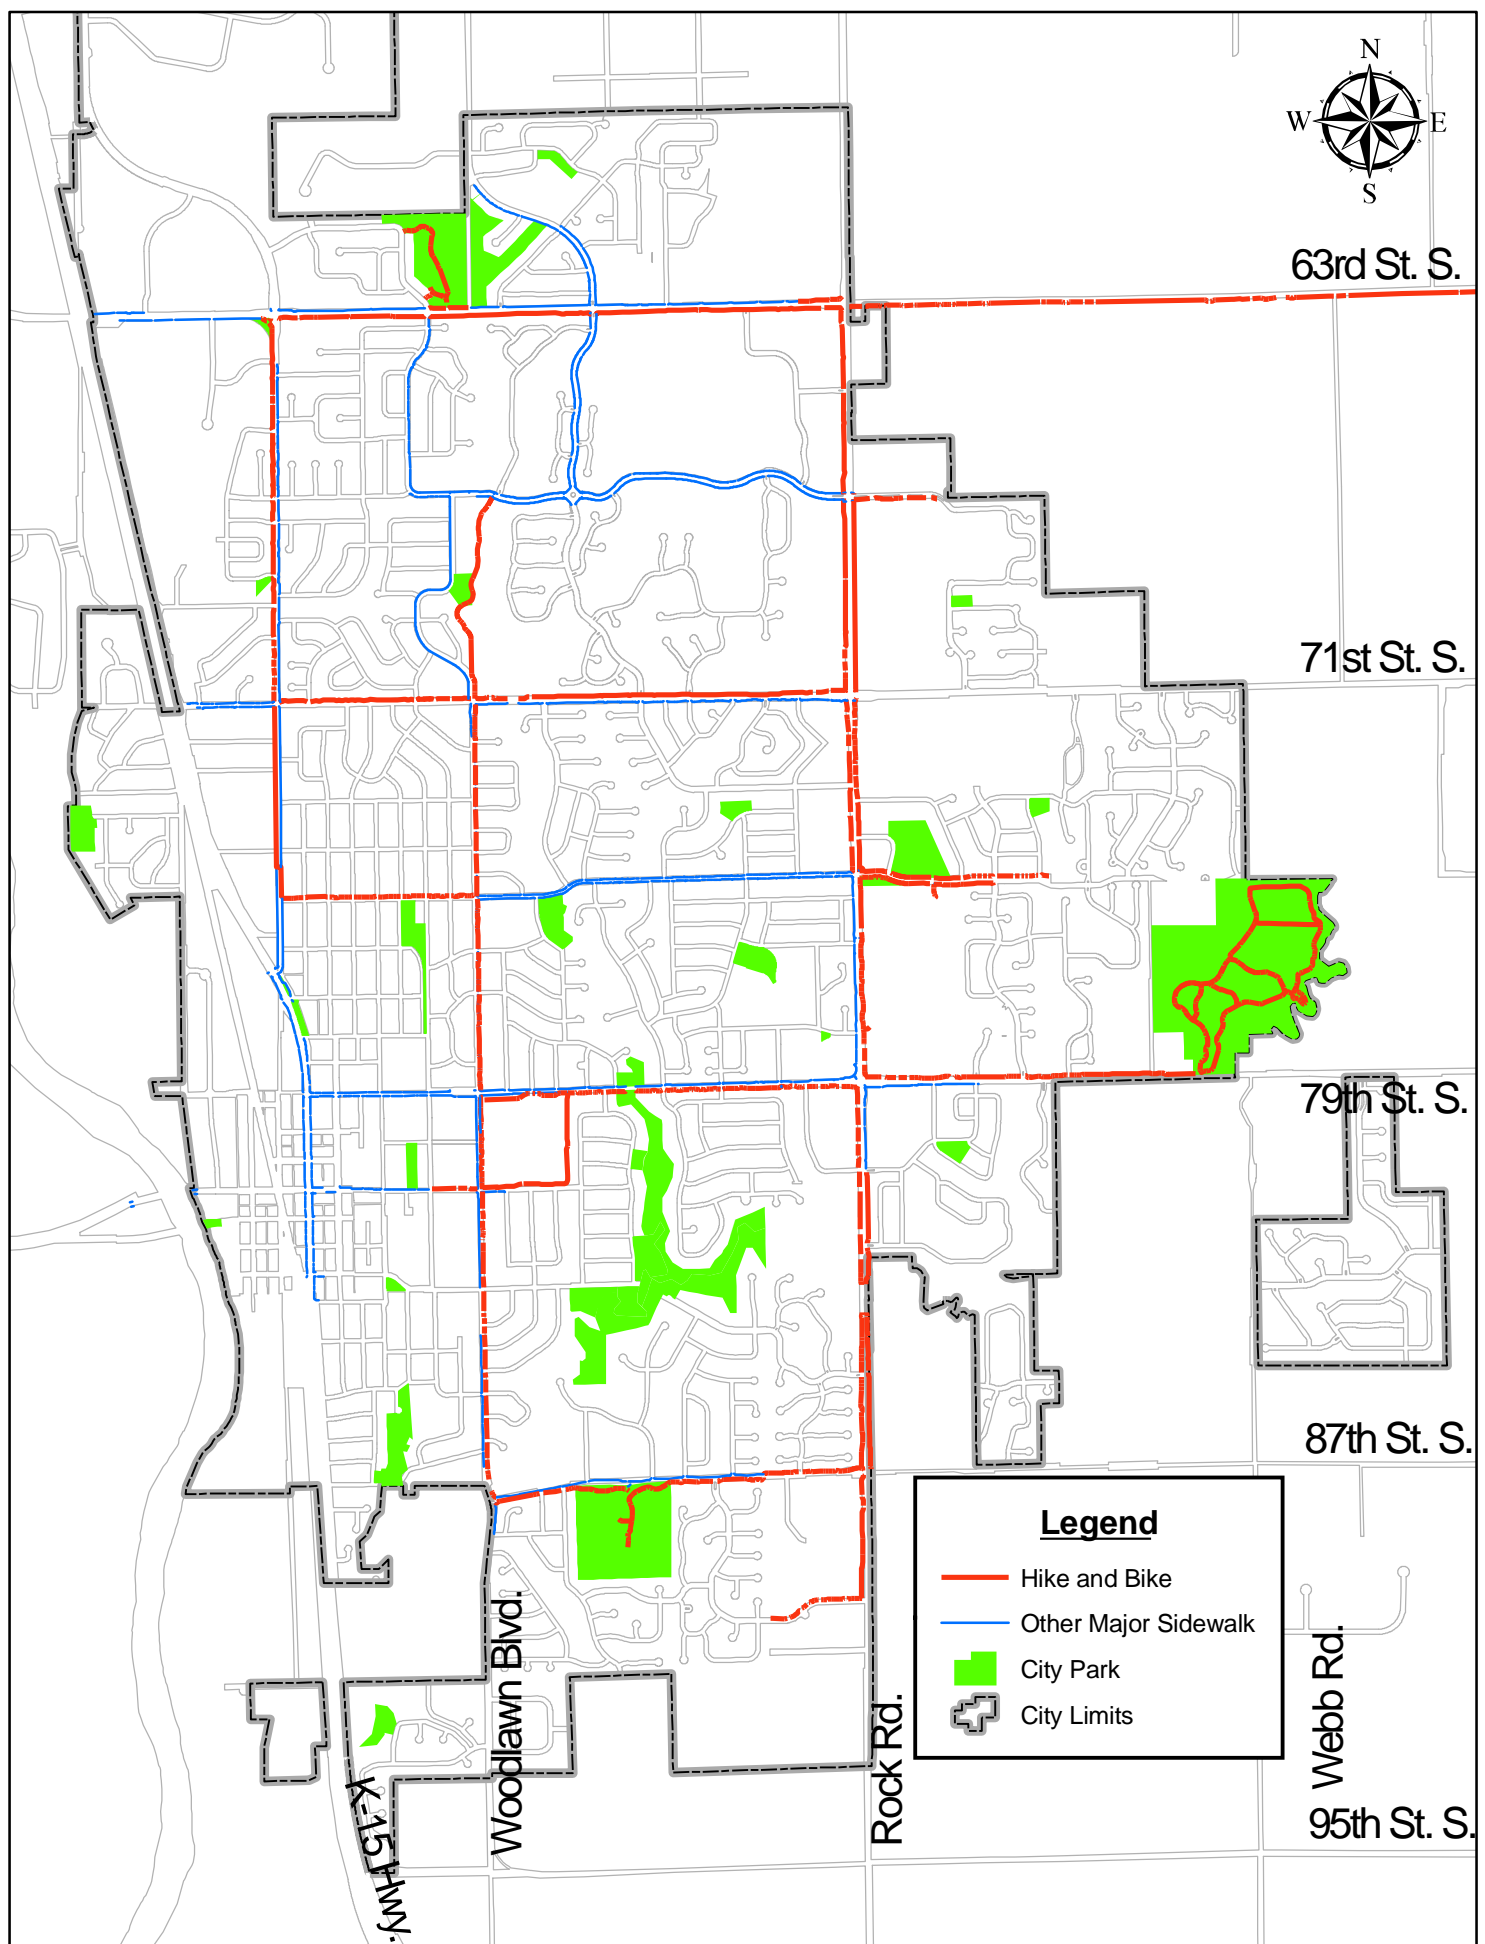 N
W
E
S
63rd St. S.
71st St. S.
79th St. S.
87th St. S.
Legend
Hike and Bike
Other Major Sidewalk
City Park
City Limits
Woodlawn Blvd.
Rock Rd.
Webb Rd.
K-15 Hwy.
95th St. S.